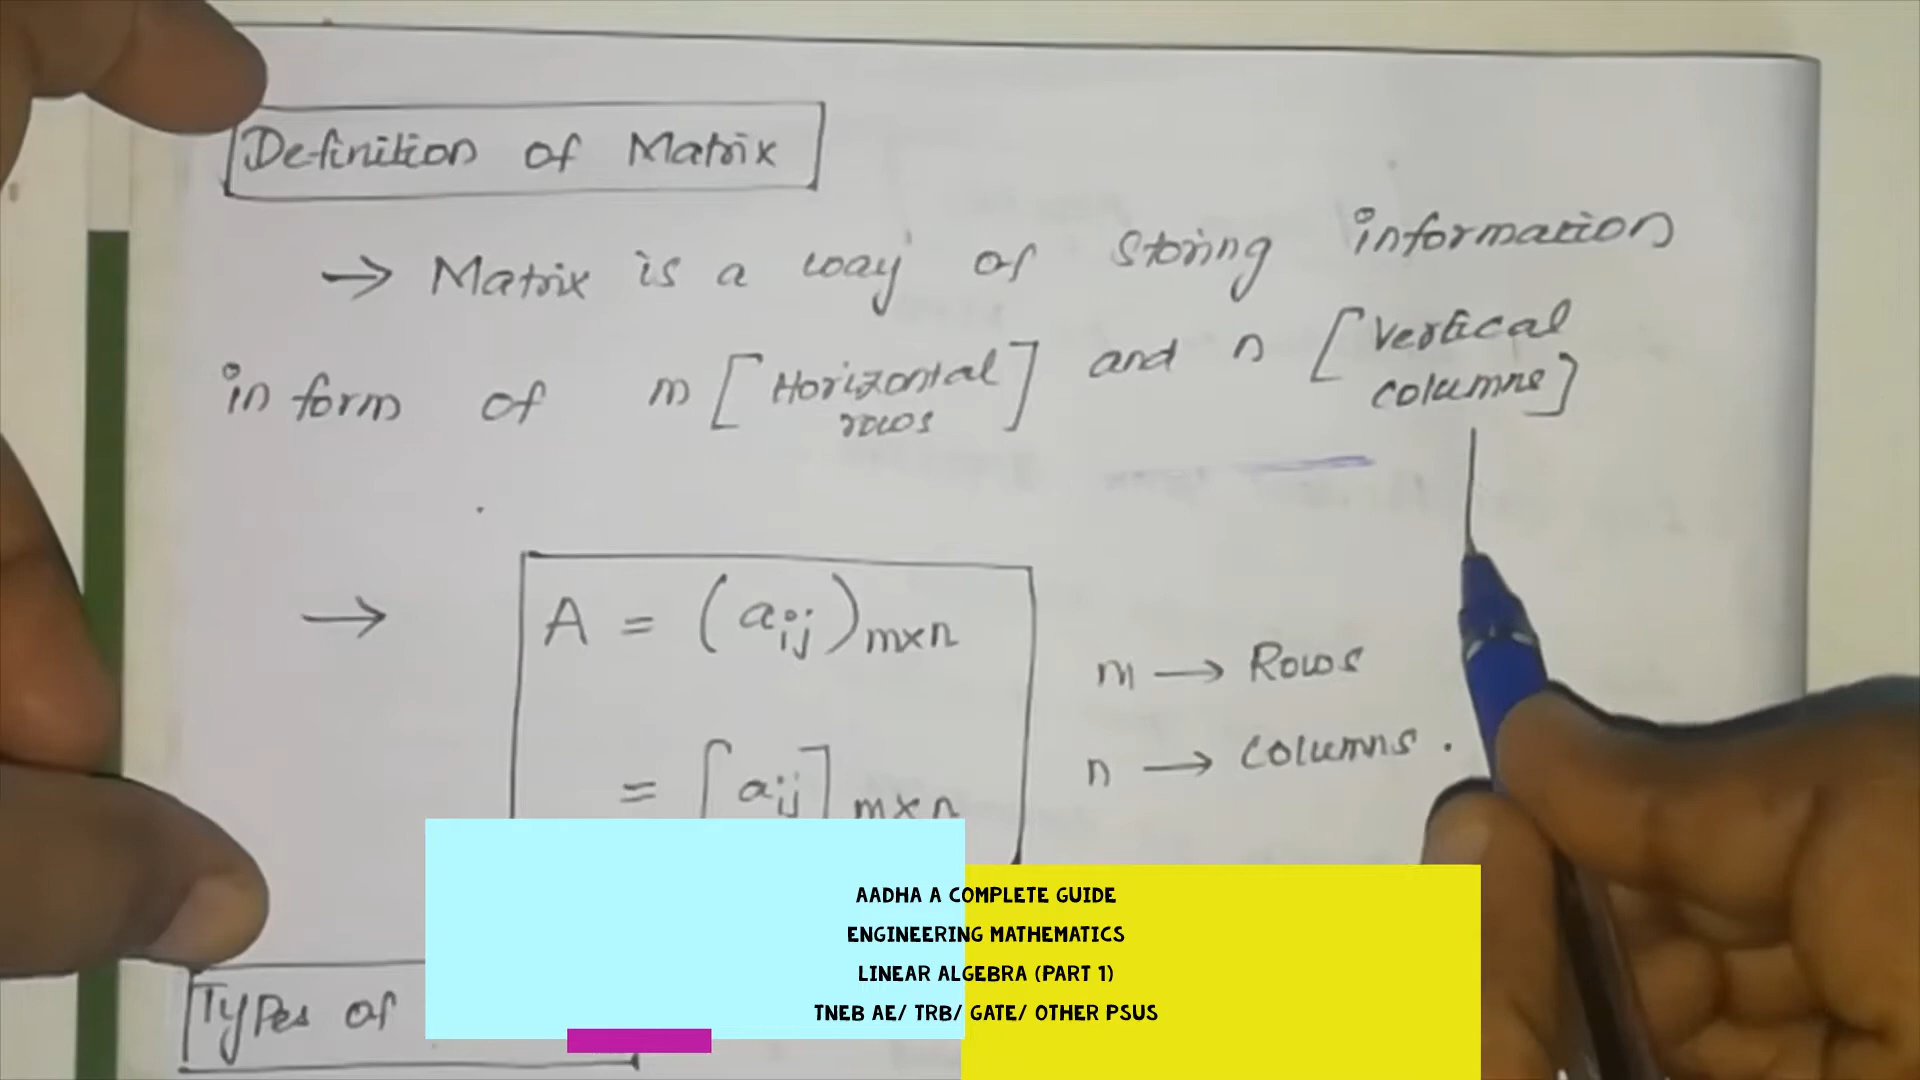 Definition of Matrix
→ Matrix is a way of storing information
in form of m [Horizontal rows] and n [Vertical columns]
→ A = (aij)m×n
= [aij]m×n
m → Rows
n → Columns.
Types of
AADHA A COMPLETE GUIDE
ENGINEERING MATHEMATICS
LINEAR ALGEBRA (PART 1)
TNEB AE/ TRB/ GATE/ OTHER PSUS